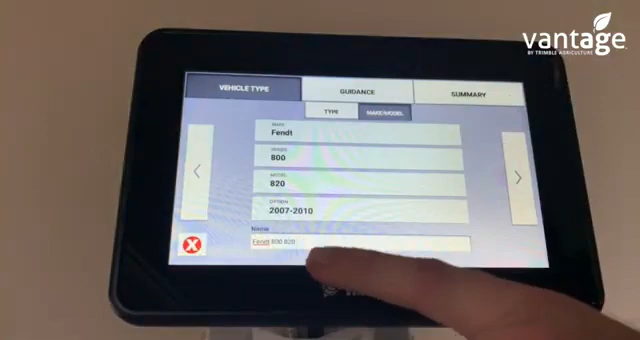 vantage
BY TRIMBLE AGRICULTURE
VEHICLE TYPE
GUIDANCE
SUMMARY
TYPE
MAKE/MODEL
MAKE
Fendt
SERIES
800
MODEL
820
OPTION
2007-2010
Name
Fendt 800 820